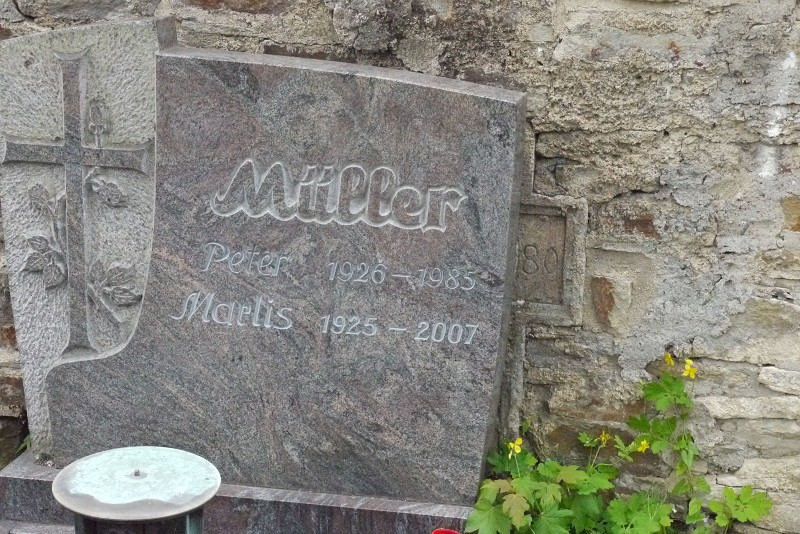 Müller
Peter 1926 – 1985
Marlis 1925 – 2007
80